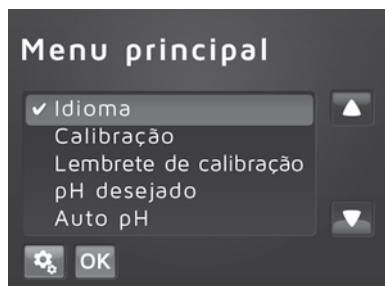 Menu principal
Idioma
Calibração
Lembrete de calibração
pH desejado
Auto pH
OK